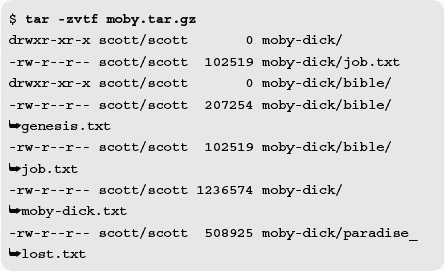 $ tar -zvtf moby.tar.gz
drwxr-xr-x scott/scott 0 moby-dick/
-rw-r--r-- scott/scott 102519 moby-dick/job.txt
drwxr-xr-x scott/scott 0 moby-dick/bible/
-rw-r--r-- scott/scott 207254 moby-dick/bible/
➥genesis.txt
-rw-r--r-- scott/scott 102519 moby-dick/bible/
➥job.txt
-rw-r--r-- scott/scott 1236574 moby-dick/
➥moby-dick.txt
-rw-r--r-- scott/scott 508925 moby-dick/paradise_
➥lost.txt